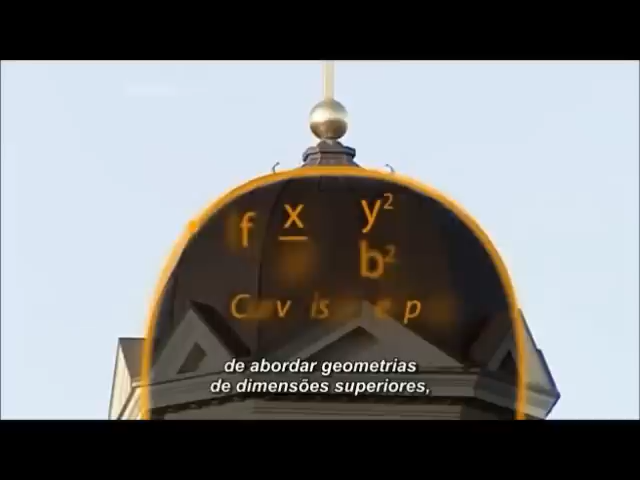 f x y²
b²
de abordar geometrias
de dimensões superiores,